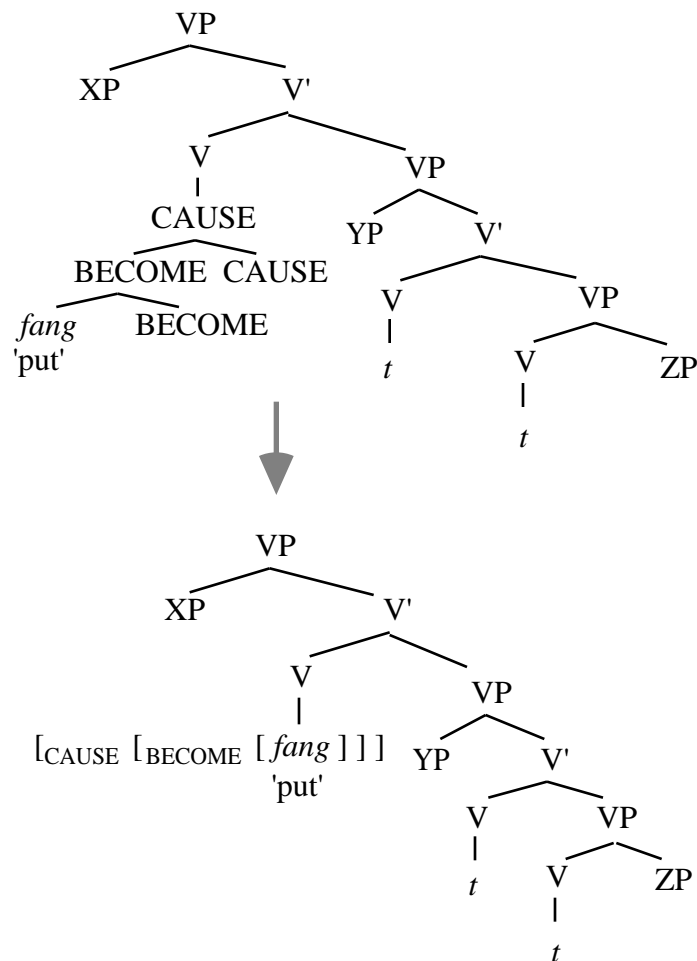 VP
XP V'
V VP
CAUSE YP V'
BECOME CAUSE V VP
fang BECOME
'put' t V ZP
t
VP
XP V'
V VP
[CAUSE [BECOME [fang ] ] ] YP V'
'put' V VP
t V ZP
t